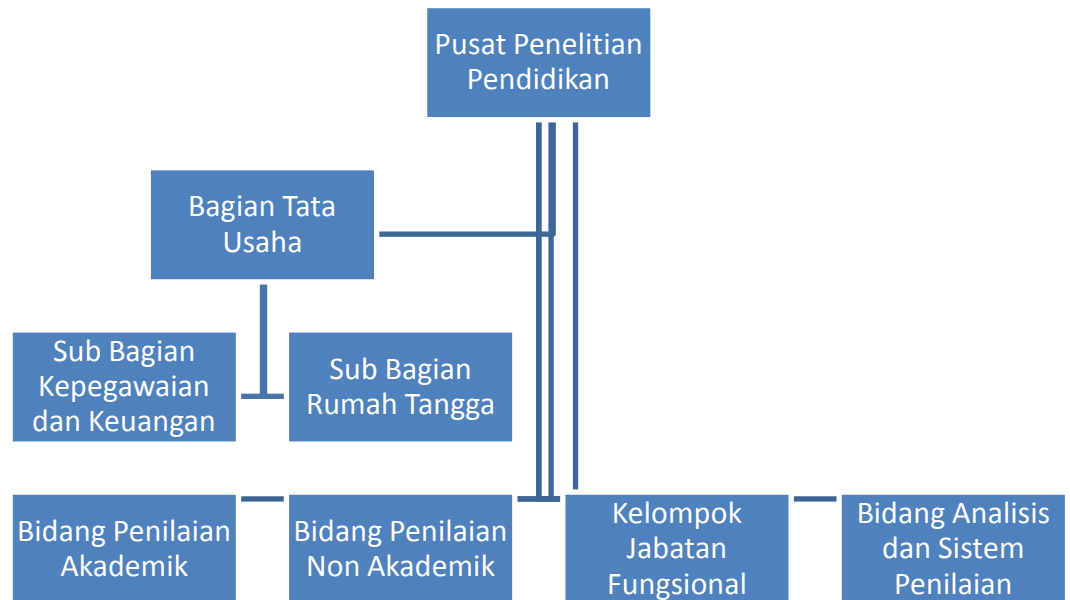 Pusat Penelitian
Pendidikan
Bagian Tata
Usaha
Sub Bagian
Kepegawaian
dan Keuangan
Sub Bagian
Rumah Tangga
Bidang Penilaian
Akademik
Bidang Penilaian
Non Akademik
Kelompok
Jabatan
Fungsional
Bidang Analisis
dan Sistem
Penilaian